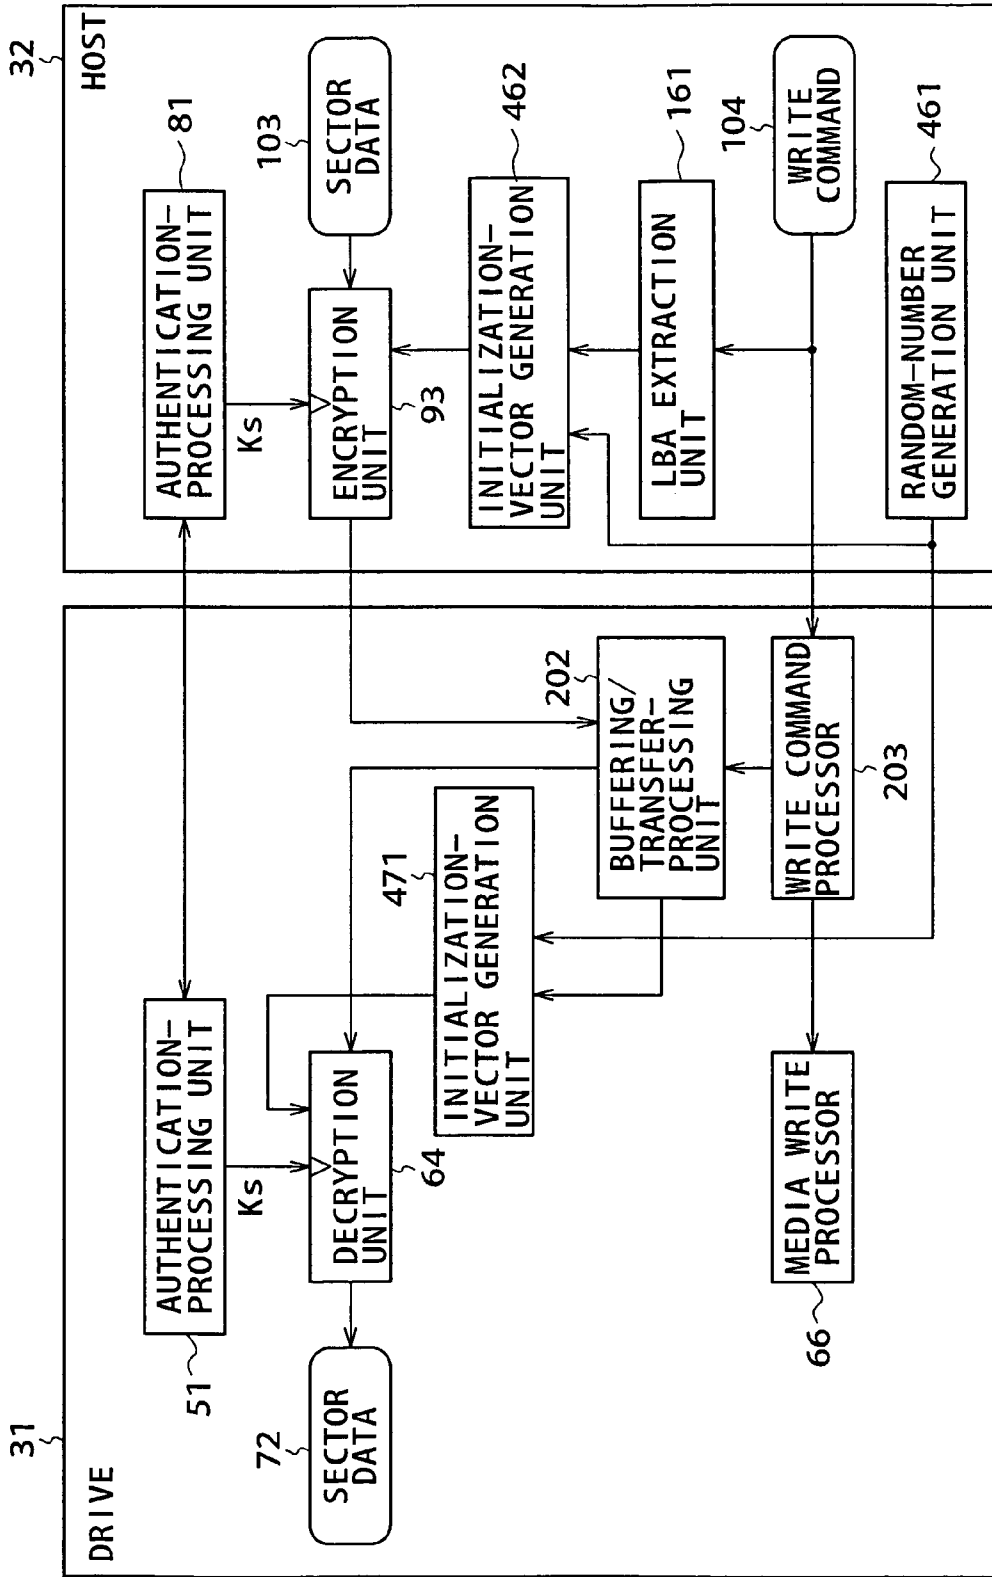 31
DRIVE
32
HOST
51
AUTHENTICATION-
PROCESSING UNIT
Ks
81
AUTHENTICATION-
PROCESSING UNIT
Ks
72
SECTOR
DATA
DECRYPTION
UNIT
64
ENCRYPTION
UNIT
93
103
SECTOR
DATA
471
INITIALIZATION-
VECTOR GENERATION
UNIT
462
INITIALIZATION-
VECTOR GENERATION
UNIT
202
BUFFERING/
TRANSFER-
PROCESSING
UNIT
161
LBA EXTRACTION
UNIT
66
MEDIA WRITE
PROCESSOR
WRITE COMMAND
PROCESSOR
203
104
WRITE
COMMAND
461
RANDOM-NUMBER
GENERATION UNIT